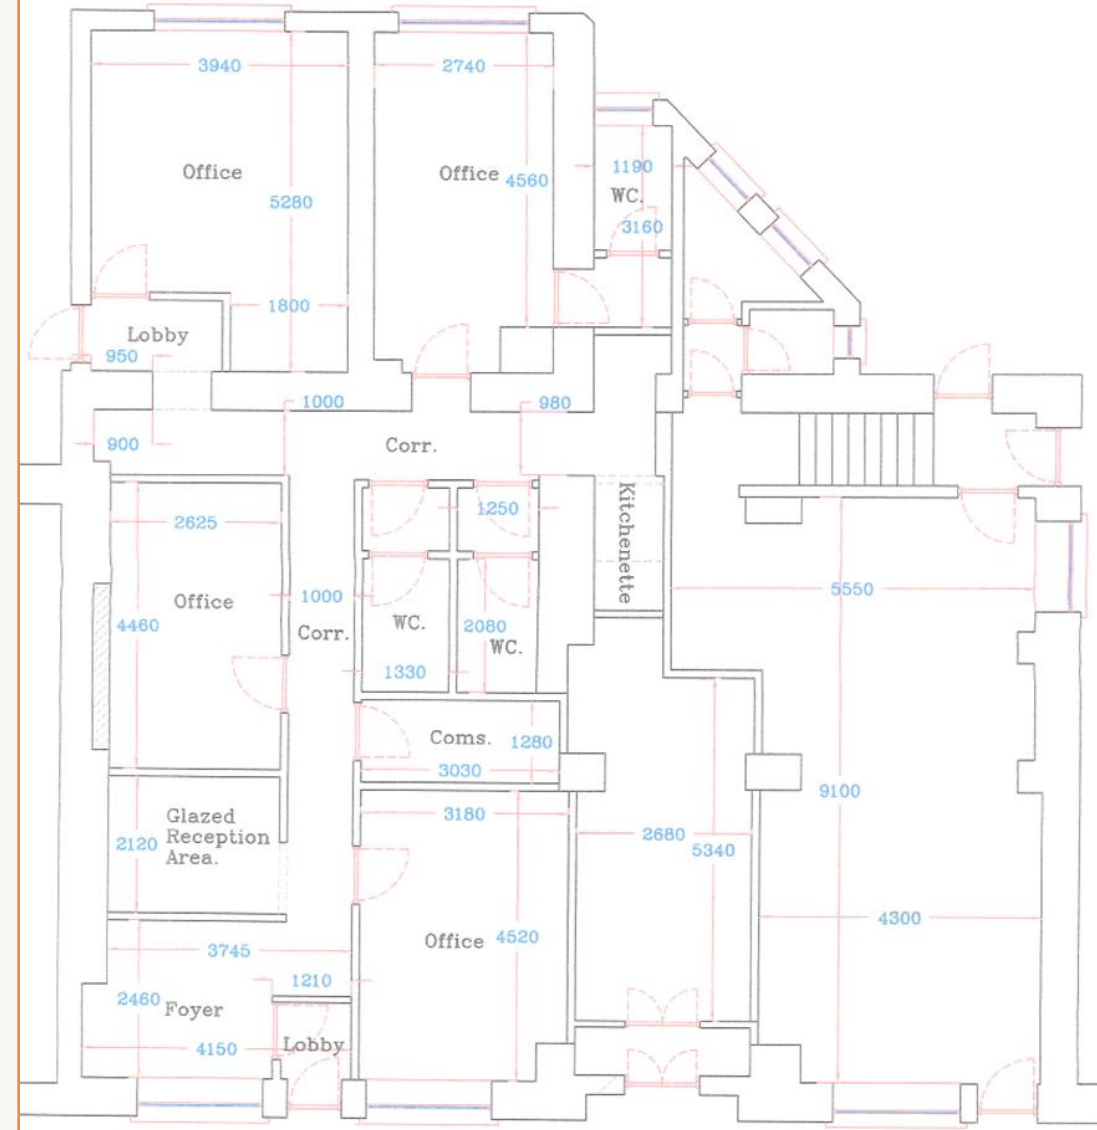 3940
2740
Office
Office
4560
1190
WC.
5280
3160
1800
Lobby
950
1000
980
900
Corr.
2625
1250
Kitchenette
5550
Office
1000
4460
Corr.
WC.
2080
WC.
1330
Coms.
1280
3030
9100
Glazed
Reception
Area.
2120
3180
2680
5340
4300
Office
4520
3745
1210
2460
Foyer
4150
Lobby